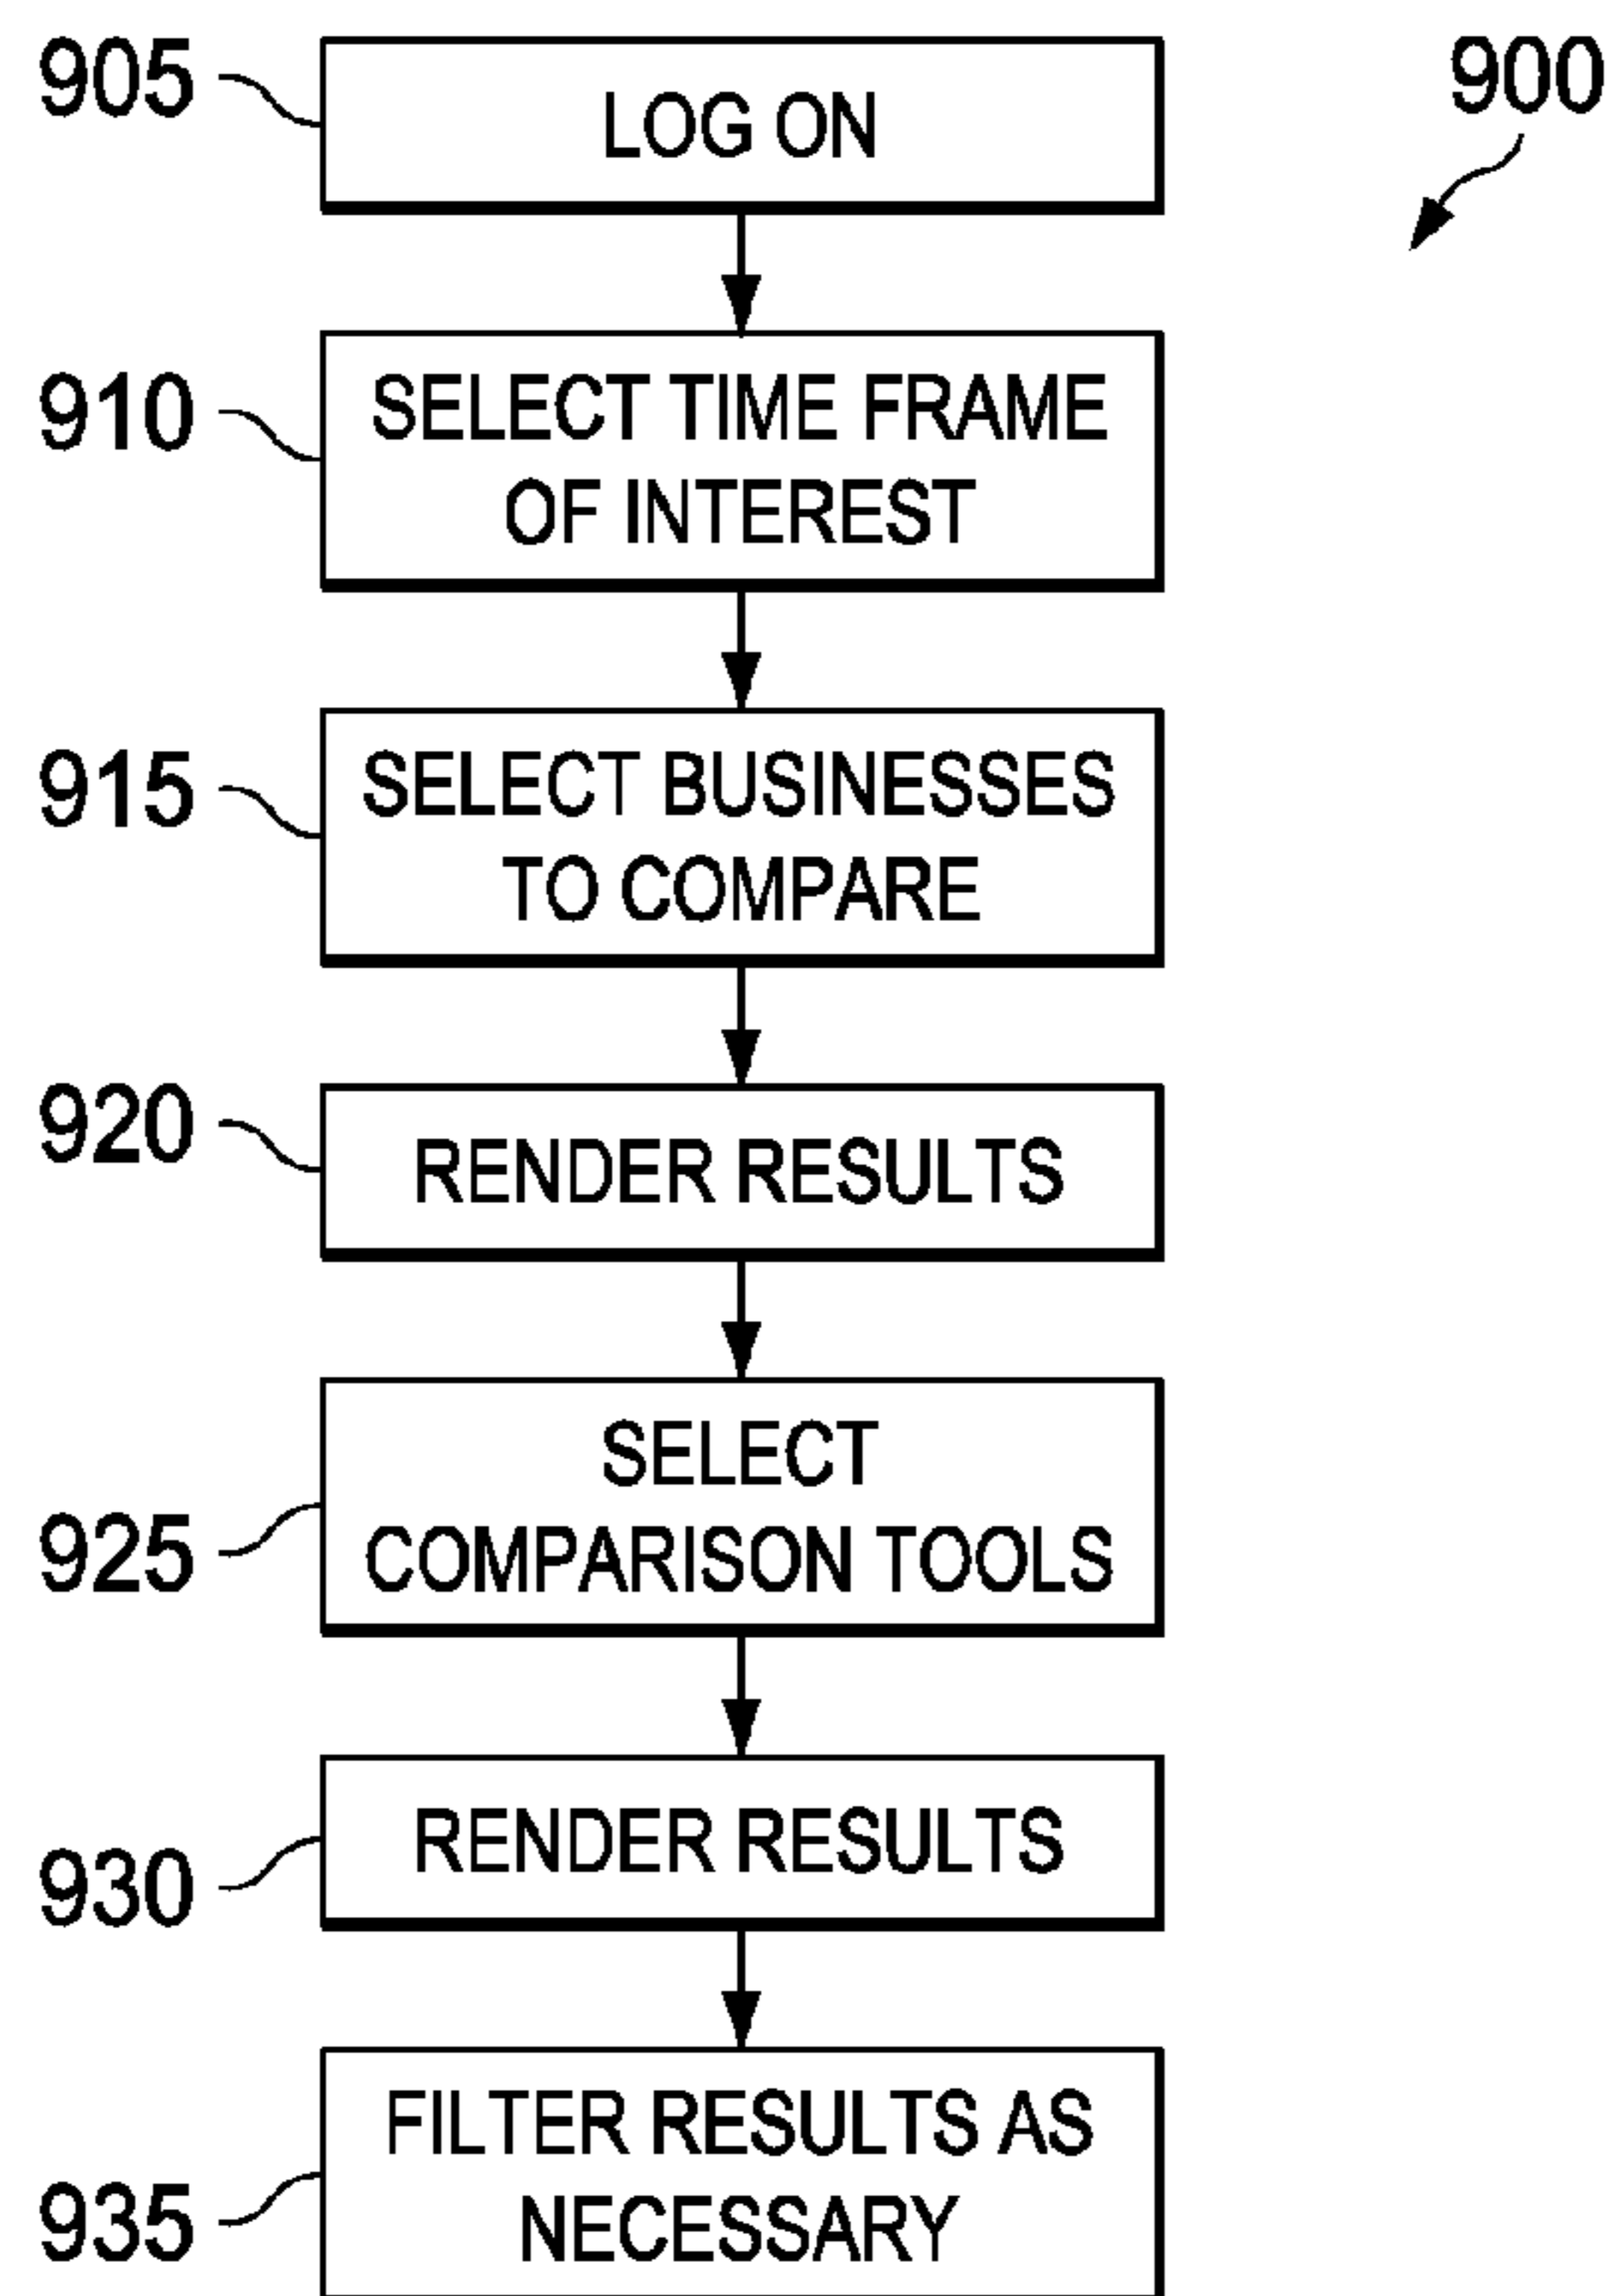 905
LOG ON
900
910
SELECT TIME FRAME
OF INTEREST
915
SELECT BUSINESSES
TO COMPARE
920
RENDER RESULTS
SELECT
925
COMPARISON TOOLS
930
RENDER RESULTS
FILTER RESULTS AS
935
NECESSARY